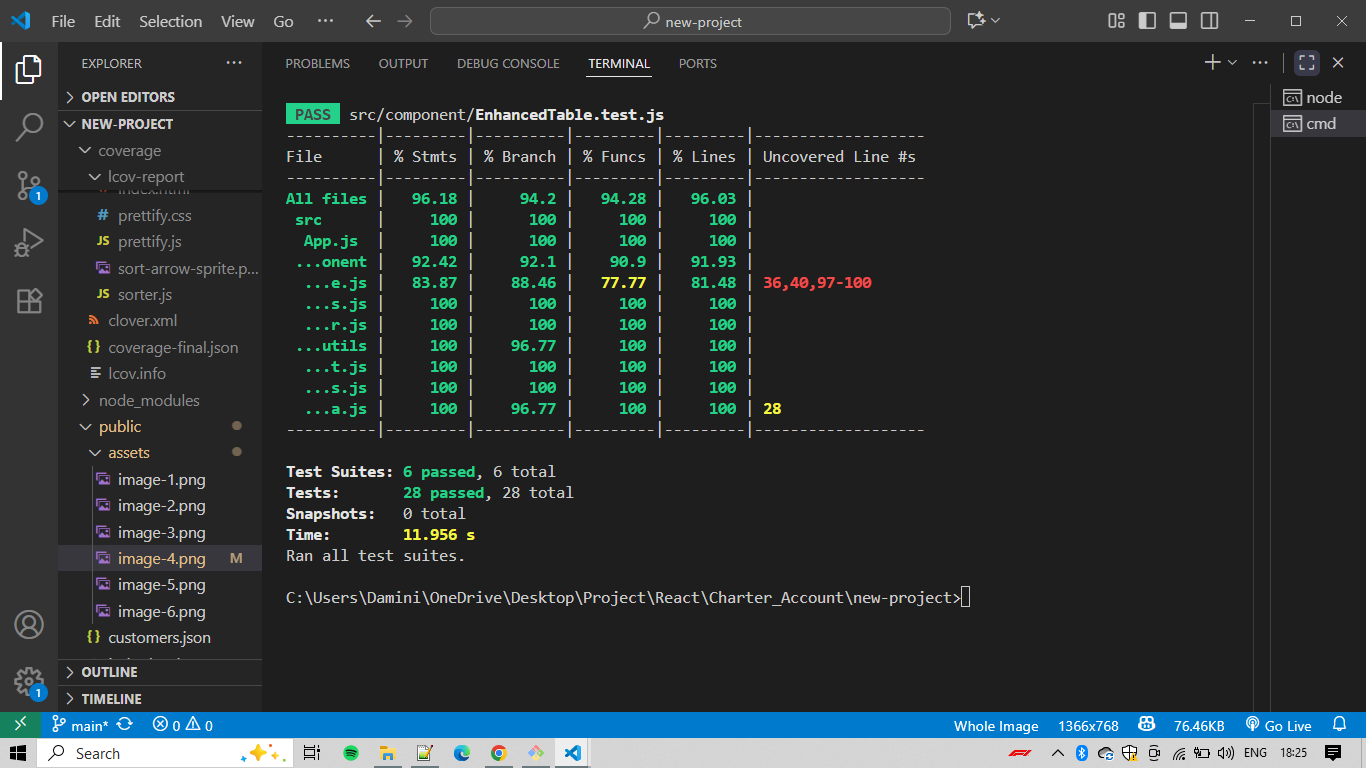 File Edit Selection View Go ··· new-project
EXPLORER ···
OPEN EDITORS
NEW-PROJECT
coverage
lcov-report
index.html
# prettify.css
JS prettify.js
sort-arrow-sprite.p...
JS sorter.js
clover.xml
{} coverage-final.json
lcov.info
node_modules
public
assets
image-1.png
image-2.png
image-3.png
image-4.png M
image-5.png
image-6.png
{} customers.json
OUTLINE
TIMELINE
1
1
PROBLEMS OUTPUT DEBUG CONSOLE TERMINAL PORTS
PASS src/component/EnhancedTable.test.js
----------|---------|----------|---------|---------|-------------------
File | % Stmts | % Branch | % Funcs | % Lines | Uncovered Line #s
----------|---------|----------|---------|---------|-------------------
All files | 96.18 | 94.2 | 94.28 | 96.03 |
src | 100 | 100 | 100 | 100 |
App.js | 100 | 100 | 100 | 100 |
...onent | 92.42 | 92.1 | 90.9 | 91.93 |
...e.js | 83.87 | 88.46 | 77.77 | 81.48 | 36,40,97-100
...s.js | 100 | 100 | 100 | 100 |
...r.js | 100 | 100 | 100 | 100 |
...utils | 100 | 96.77 | 100 | 100 |
...t.js | 100 | 100 | 100 | 100 |
...s.js | 100 | 100 | 100 | 100 |
...a.js | 100 | 96.77 | 100 | 100 | 28
----------|---------|----------|---------|---------|-------------------
Test Suites: 6 passed, 6 total
Tests: 28 passed, 28 total
Snapshots: 0 total
Time: 11.956 s
Ran all test suites.
C:\Users\Damini\OneDrive\Desktop\Project\React\Charter_Account\new-project>
node
cmd
main* 0 0 Whole Image 1366x768 76.46KB Go Live
Search ENG 18:25